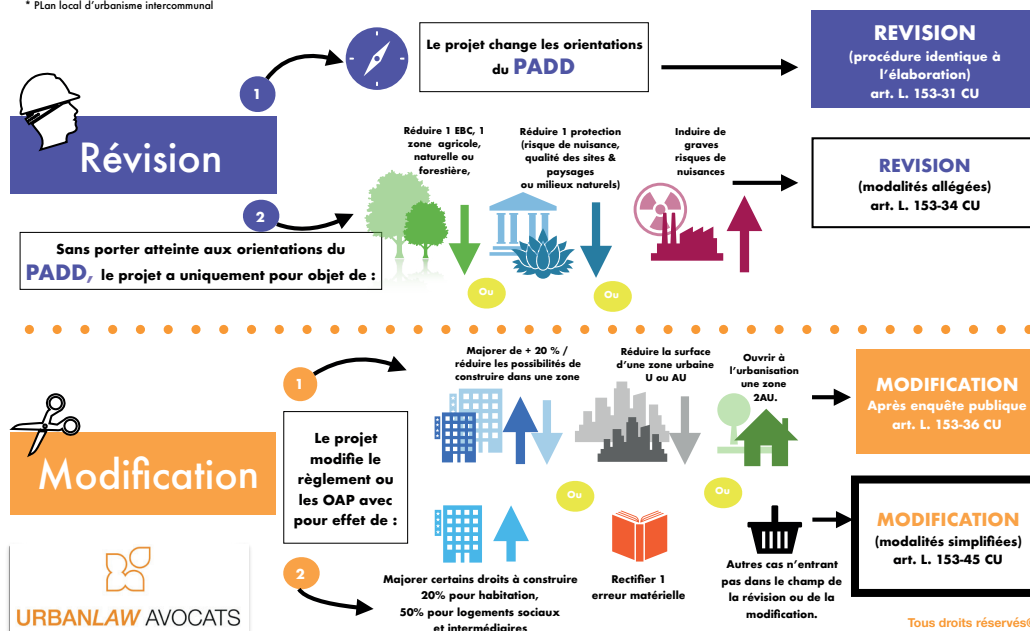 * PLan local d'urbanisme intercommunal
1
Le projet change les orientations
du PADD
REVISION
(procédure identique à
l'élaboration)
art. L. 153-31 CU
Révision
Réduire 1 EBC, 1
zone agricole,
naturelle ou
forestière,
Réduire 1 protection
(risque de nuisance,
qualité des sites &
paysages
ou milieux naturels)
Induire de
graves
risques de
nuisances
REVISION
(modalités allégées)
art. L. 153-34 CU
2
Sans porter atteinte aux orientations du
PADD, le projet a uniquement pour objet de :
Ou
Ou
1
Majorer de + 20 % /
réduire les possibilités de
construire dans une zone
Réduire la surface
d'une zone urbaine
U ou AU
Ouvrir à
l'urbanisation
une zone
2AU.
MODIFICATION
Après enquête publique
art. L. 153-36 CU
Modification
Le projet
modifie le
règlement ou
les OAP avec
pour effet de :
Ou
Ou
2
Majorer certains droits à construire
20% pour habitation,
50% pour logements sociaux
et intermédiaires
Rectifier 1
erreur matérielle
Autres cas n'entrant
pas dans le champ de
la révision ou de la
modification.
MODIFICATION
(modalités simplifiées)
art. L. 153-45 CU
URBANLAW AVOCATS
Tous droits réservés©